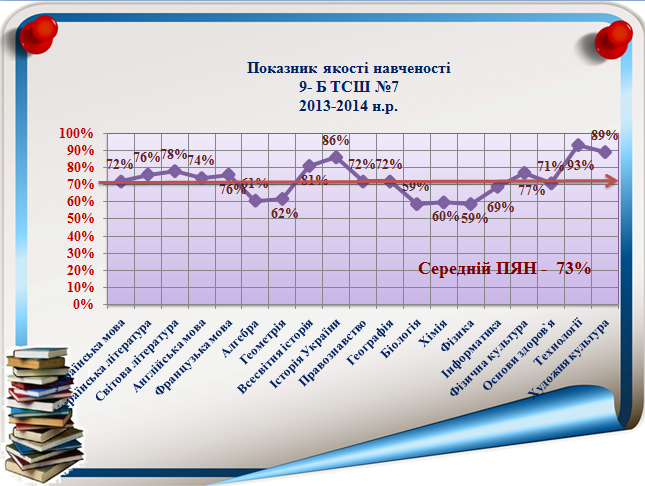 Показник якості навченості
9- Б ТСШ №7
2013-2014 н.р.
100%
90%
80%
70%
60%
50%
40%
30%
20%
10%
0%
72%
76%
78%
74%
76%
61%
62%
81%
86%
72%
72%
59%
60%
59%
69%
77%
71%
93%
89%
Середній ПЯН - 73%
мова
література
Світова література
Англійська мова
Французька мова
Алгебра
Геометрія
Всесвітня історія
Історія України
Правознавство
Географія
Біологія
Хімія
Фізика
Інформатика
Фізична культура
Основи здоров'я
Технології
Художня культура